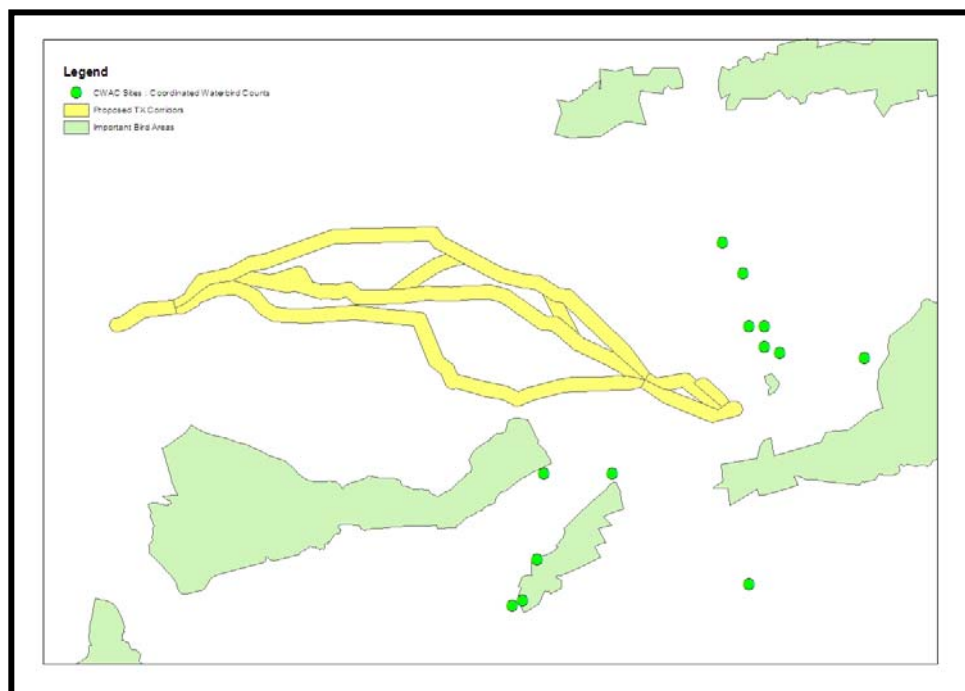 Legend
CWAC Sites : Coordinated Waterbird Counts
Proposed TX Corridors
Important Bird Areas